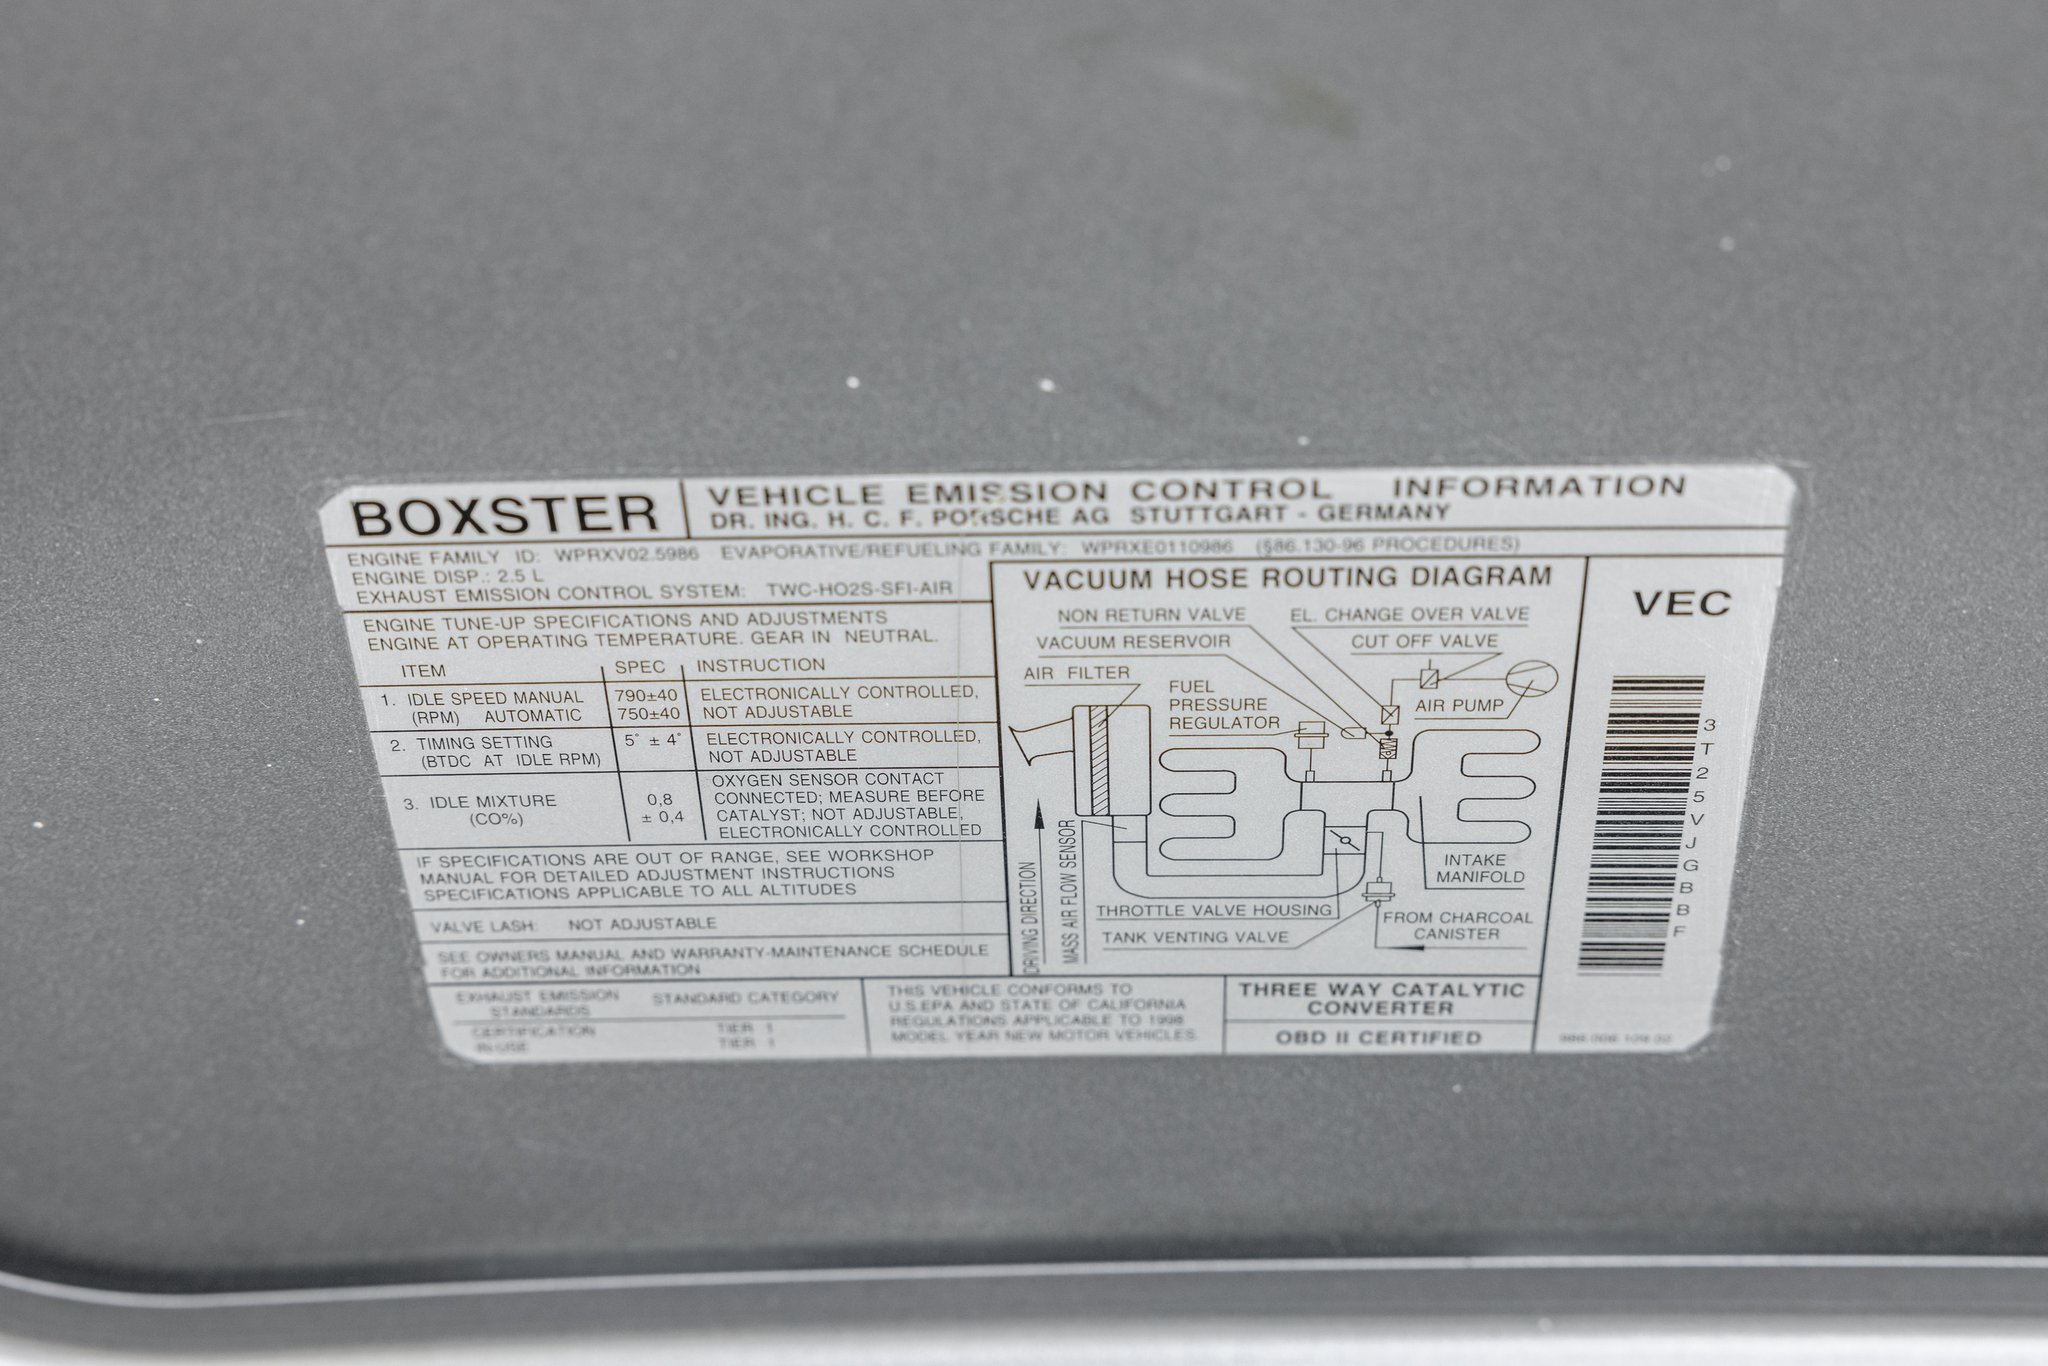 BOXSTER
VEHICLE EMISSION CONTROL INFORMATION
DR. ING. H. C. F. PORSCHE AG STUTTGART - GERMANY
ENGINE FAMILY ID: WPRXV02.5986 EVAPORATIVE/REFUELING FAMILY: WPRXE0110986 (§86.130-96 PROCEDURES)
ENGINE DISP.: 2.5 L
EXHAUST EMISSION CONTROL SYSTEM: TWC-HO2S-SFI-AIR
ENGINE TUNE-UP SPECIFICATIONS AND ADJUSTMENTS
ENGINE AT OPERATING TEMPERATURE. GEAR IN NEUTRAL.
ITEM SPEC INSTRUCTION
1. IDLE SPEED MANUAL 790±40 ELECTRONICALLY CONTROLLED,
(RPM) AUTOMATIC 750±40 NOT ADJUSTABLE
2. TIMING SETTING 5° ± 4° ELECTRONICALLY CONTROLLED,
(BTDC AT IDLE RPM) NOT ADJUSTABLE
OXYGEN SENSOR CONTACT
3. IDLE MIXTURE 0,8 CONNECTED; MEASURE BEFORE
(CO%) ± 0,4 CATALYST; NOT ADJUSTABLE,
ELECTRONICALLY CONTROLLED
IF SPECIFICATIONS ARE OUT OF RANGE, SEE WORKSHOP
MANUAL FOR DETAILED ADJUSTMENT INSTRUCTIONS
SPECIFICATIONS APPLICABLE TO ALL ALTITUDES
VALVE LASH: NOT ADJUSTABLE
SEE OWNERS MANUAL AND WARRANTY-MAINTENANCE SCHEDULE
FOR ADDITIONAL INFORMATION
EXHAUST EMISSION STANDARD CATEGORY
STANDARDS
CERTIFICATION TIER 1
IN-USE TIER 1
THIS VEHICLE CONFORMS TO
U.S.EPA AND STATE OF CALIFORNIA
REGULATIONS APPLICABLE TO 1998
MODEL YEAR NEW MOTOR VEHICLES.
VACUUM HOSE ROUTING DIAGRAM
NON RETURN VALVE
EL. CHANGE OVER VALVE
VACUUM RESERVOIR
CUT OFF VALVE
AIR FILTER
FUEL
PRESSURE
REGULATOR
AIR PUMP
DRIVING DIRECTION
MASS AIR FLOW SENSOR
INTAKE
MANIFOLD
THROTTLE VALVE HOUSING
TANK VENTING VALVE
FROM CHARCOAL
CANISTER
THREE WAY CATALYTIC
CONVERTER
OBD II CERTIFIED
VEC
3T25VJGBBF